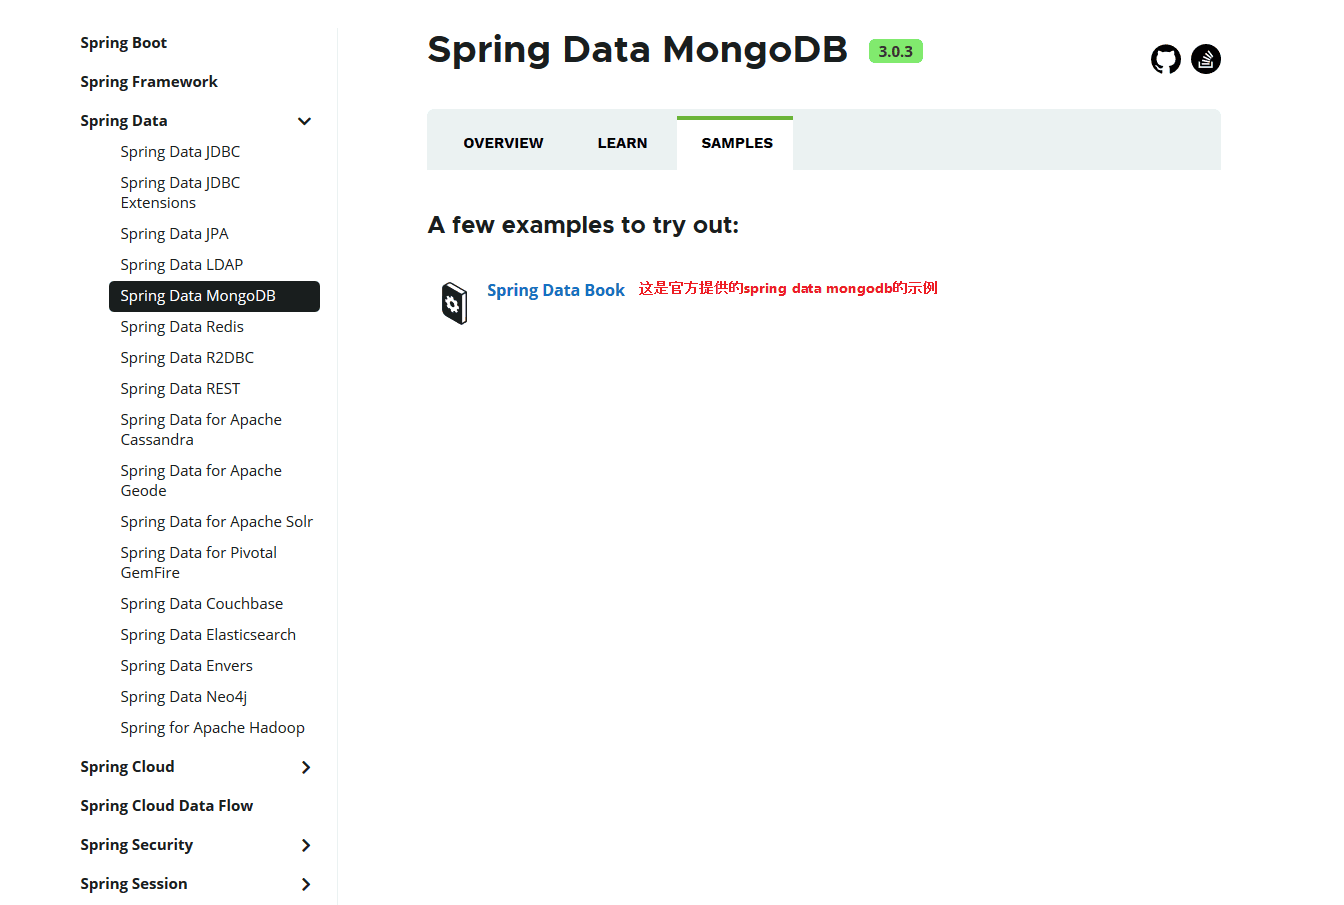 Spring Boot
Spring Framework
Spring Data
Spring Data JDBC
Spring Data JDBC
Extensions
Spring Data JPA
Spring Data LDAP
Spring Data MongoDB
Spring Data Redis
Spring Data R2DBC
Spring Data REST
Spring Data for Apache
Cassandra
Spring Data for Apache
Geode
Spring Data for Apache Solr
Spring Data for Pivotal
GemFire
Spring Data Couchbase
Spring Data Elasticsearch
Spring Data Envers
Spring Data Neo4j
Spring for Apache Hadoop
Spring Cloud
Spring Cloud Data Flow
Spring Security
Spring Session
Spring Data MongoDB 3.0.3
OVERVIEW LEARN SAMPLES
A few examples to try out:
Spring Data Book 这是官方提供的spring data mongodb的示例